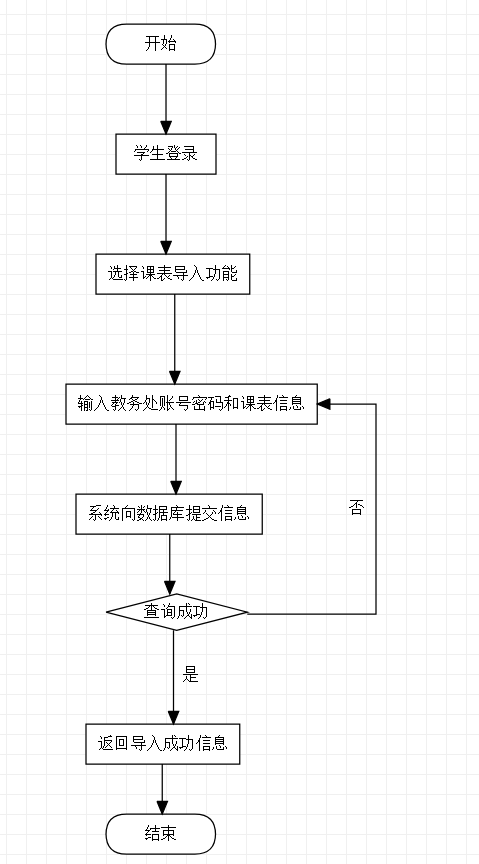 开始
学生登录
选择课表导入功能
输入教务处账号密码和课表信息
系统向数据库提交信息
否
查询成功
是
返回导入成功信息
结束